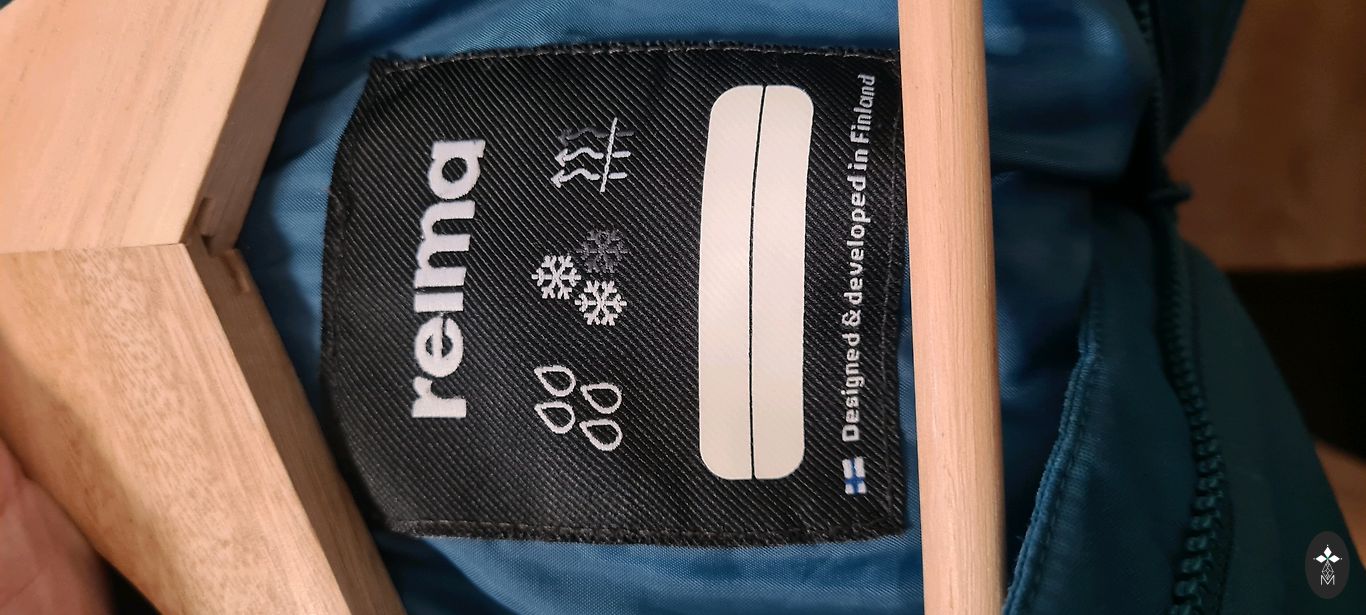 reima
Designed & developed in Finland
M